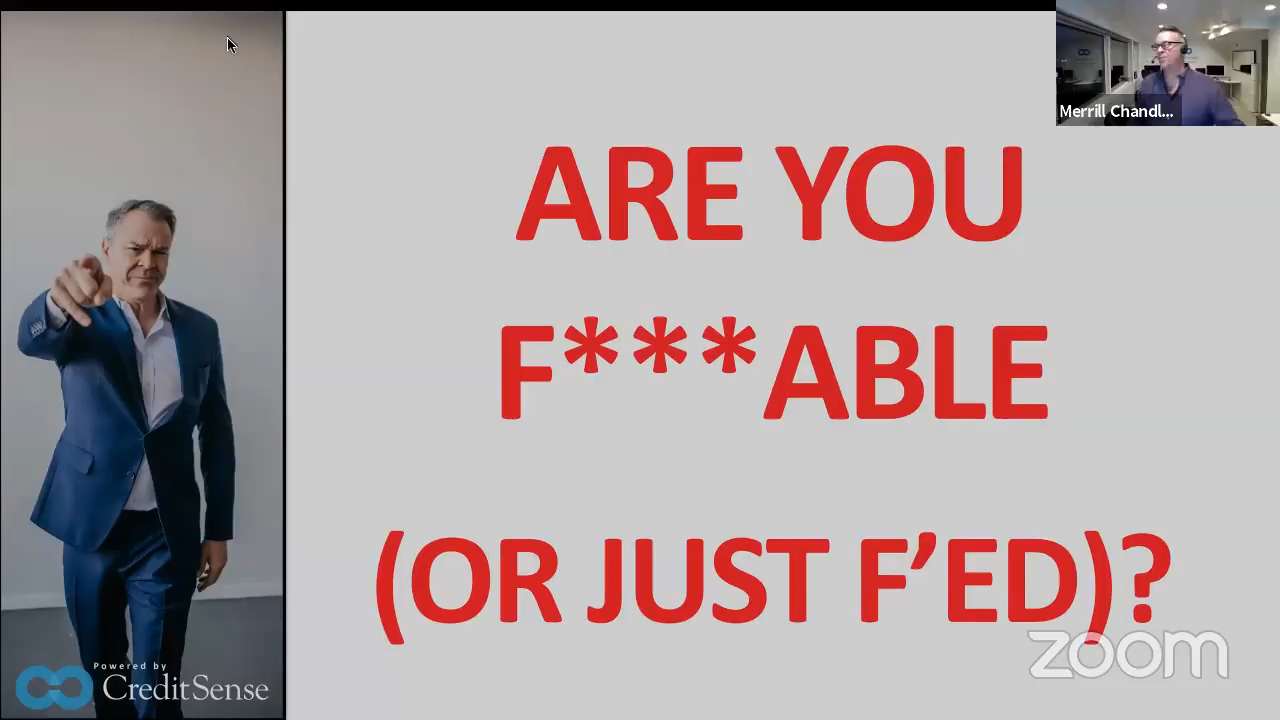 Merrill Chandl...
ARE YOU
F***ABLE
(OR JUST F’ED)?
Powered by
CreditSense
zoom